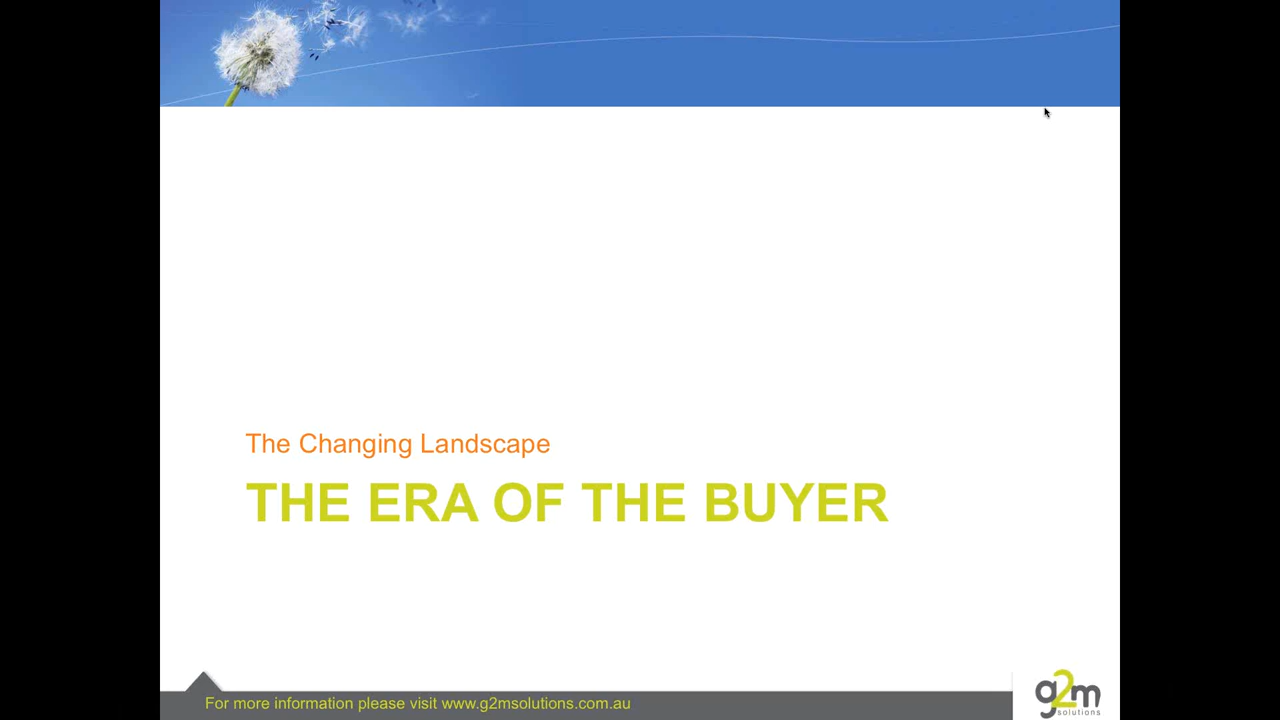 The Changing Landscape
THE ERA OF THE BUYER
For more information please visit www.g2msolutions.com.au
g2m
solutions